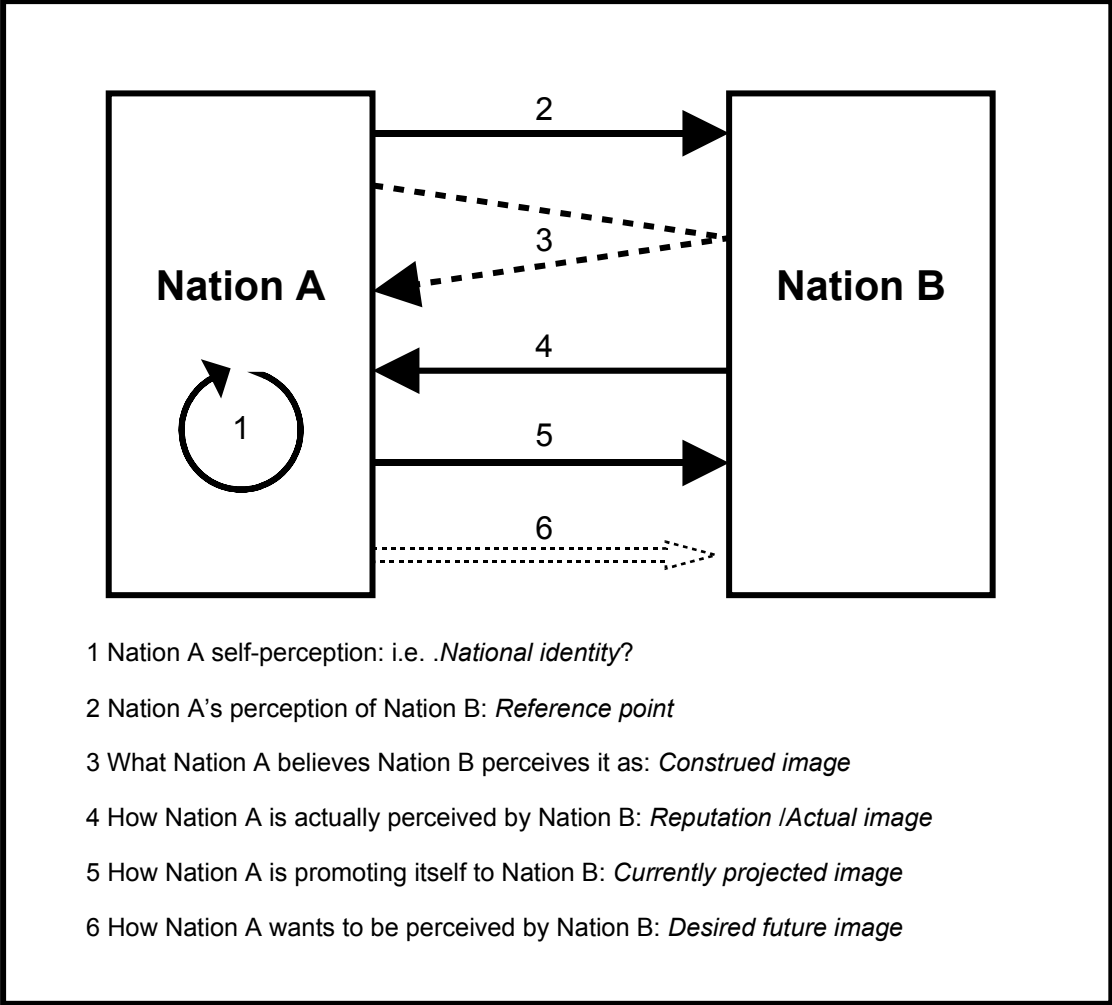 2
3
Nation A
Nation B
4
1
5
6
1 Nation A self-perception: i.e. .National identity?
2 Nation A’s perception of Nation B: Reference point
3 What Nation A believes Nation B perceives it as: Construed image
4 How Nation A is actually perceived by Nation B: Reputation /Actual image
5 How Nation A is promoting itself to Nation B: Currently projected image
6 How Nation A wants to be perceived by Nation B: Desired future image